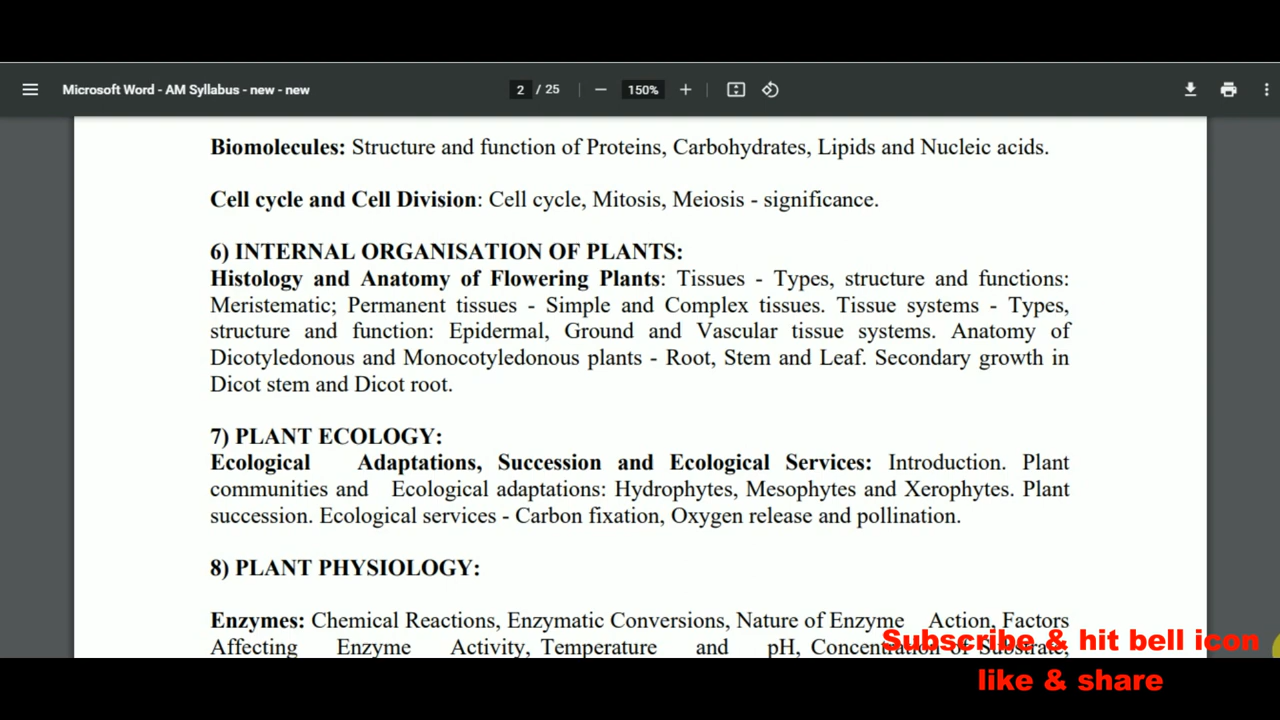 Microsoft Word - AM Syllabus - new - new
2 / 25
150%
Biomolecules: Structure and function of Proteins, Carbohydrates, Lipids and Nucleic acids.
Cell cycle and Cell Division: Cell cycle, Mitosis, Meiosis - significance.
6) INTERNAL ORGANISATION OF PLANTS:
Histology and Anatomy of Flowering Plants: Tissues - Types, structure and functions:
Meristematic; Permanent tissues - Simple and Complex tissues. Tissue systems - Types,
structure and function: Epidermal, Ground and Vascular tissue systems. Anatomy of
Dicotyledonous and Monocotyledonous plants - Root, Stem and Leaf. Secondary growth in
Dicot stem and Dicot root.
7) PLANT ECOLOGY:
Ecological Adaptations, Succession and Ecological Services: Introduction. Plant
communities and Ecological adaptations: Hydrophytes, Mesophytes and Xerophytes. Plant
succession. Ecological services - Carbon fixation, Oxygen release and pollination.
8) PLANT PHYSIOLOGY:
Enzymes: Chemical Reactions, Enzymatic Conversions, Nature of Enzyme Action, Factors
Affecting Enzyme Activity, Temperature and pH, Concentration of Substrate,
Subscribe & hit bell icon
like & share